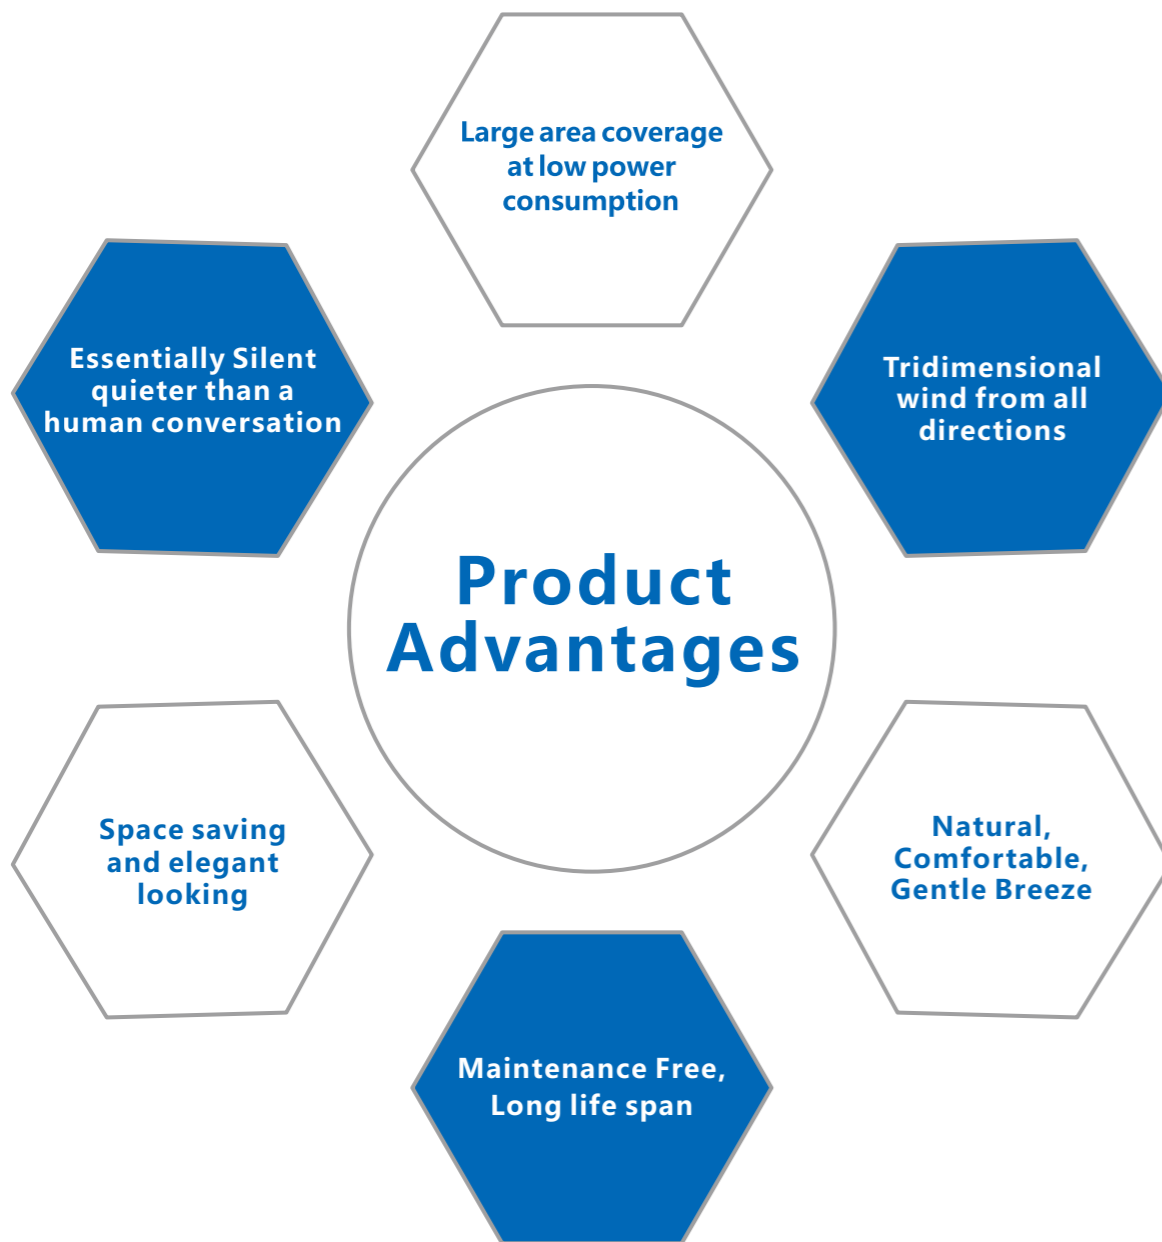 Large area coverage
at low power
consumption
Essentially Silent
quieter than a
human conversation
Tridimensional
wind from all
directions
Product
Advantages
Space saving
and elegant
looking
Natural,
Comfortable,
Gentle Breeze
Maintenance Free,
Long life span